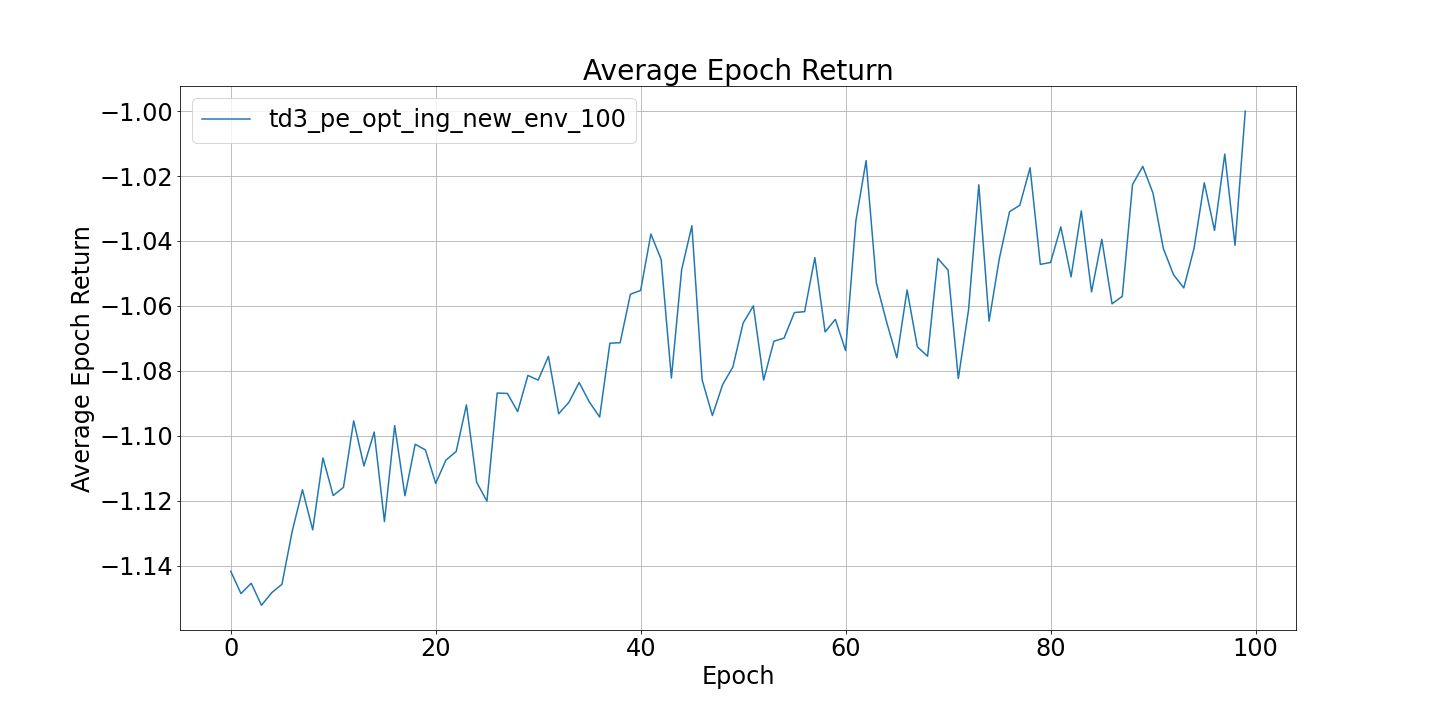 Average Epoch Return
td3_pe_opt_ing_new_env_100
Average Epoch Return
−1.00
−1.02
−1.04
−1.06
−1.08
−1.10
−1.12
−1.14
0 20 40 60 80 100
Epoch